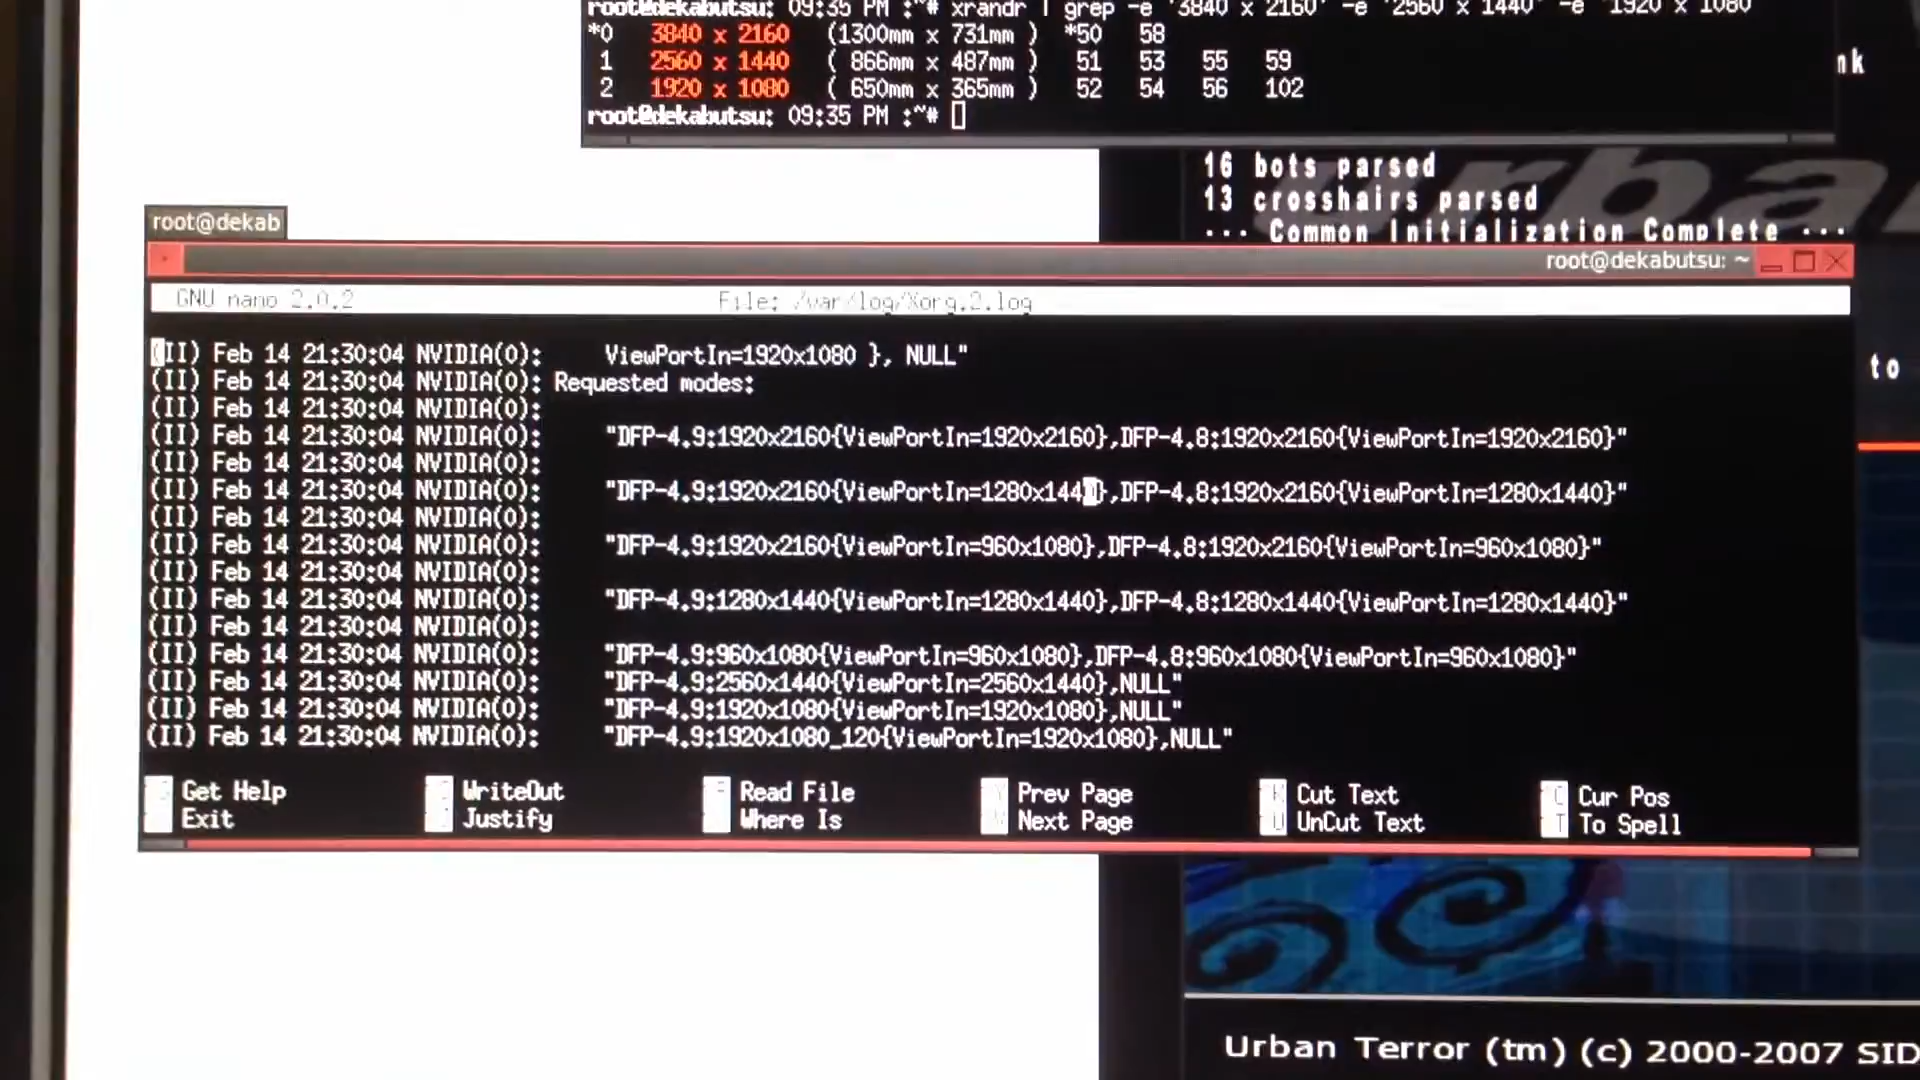 root@dekabutsu: 09:35 PM :~# xrandr | grep -e '3840 x 2160' -e '2560 x 1440' -e '1920 x 1080'
*0 3840 x 2160 (1300mm x 731mm ) *50 58
1 2560 x 1440 ( 866mm x 487mm ) 51 53 55 59
2 1920 x 1080 ( 650mm x 365mm ) 52 54 56 102
root@dekabutsu: 09:35 PM :~#
nk
16 bots parsed
13 crosshairs parsed
--- Common Initialization Complete ---
root@dekab
root@dekabutsu: ~
GNU nano 2.0.2 File: /var/log/Xorg.2.log
(II) Feb 14 21:30:04 NVIDIA(0): ViewPortIn=1920x1080 }, NULL"
(II) Feb 14 21:30:04 NVIDIA(0): Requested modes:
(II) Feb 14 21:30:04 NVIDIA(0):
(II) Feb 14 21:30:04 NVIDIA(0): "DFP-4.9:1920x2160{ViewPortIn=1920x2160},DFP-4.8:1920x2160{ViewPortIn=1920x2160}"
(II) Feb 14 21:30:04 NVIDIA(0):
(II) Feb 14 21:30:04 NVIDIA(0): "DFP-4.9:1920x2160{ViewPortIn=1280x1440},DFP-4.8:1920x2160{ViewPortIn=1280x1440}"
(II) Feb 14 21:30:04 NVIDIA(0):
(II) Feb 14 21:30:04 NVIDIA(0): "DFP-4.9:1920x2160{ViewPortIn=960x1080},DFP-4.8:1920x2160{ViewPortIn=960x1080}"
(II) Feb 14 21:30:04 NVIDIA(0):
(II) Feb 14 21:30:04 NVIDIA(0): "DFP-4.9:1280x1440{ViewPortIn=1280x1440},DFP-4.8:1280x1440{ViewPortIn=1280x1440}"
(II) Feb 14 21:30:04 NVIDIA(0):
(II) Feb 14 21:30:04 NVIDIA(0): "DFP-4.9:960x1080{ViewPortIn=960x1080},DFP-4.8:960x1080{ViewPortIn=960x1080}"
(II) Feb 14 21:30:04 NVIDIA(0): "DFP-4.9:2560x1440{ViewPortIn=2560x1440},NULL"
(II) Feb 14 21:30:04 NVIDIA(0): "DFP-4.9:1920x1080{ViewPortIn=1920x1080},NULL"
(II) Feb 14 21:30:04 NVIDIA(0): "DFP-4.9:1920x1080_120{ViewPortIn=1920x1080},NULL"
to
Get Help WriteOut Read File Y Prev Page K Cut Text C Cur Pos
Exit Justify Where Is V Next Page U UnCut Text T To Spell
Urban Terror (tm) (c) 2000-2007 SID